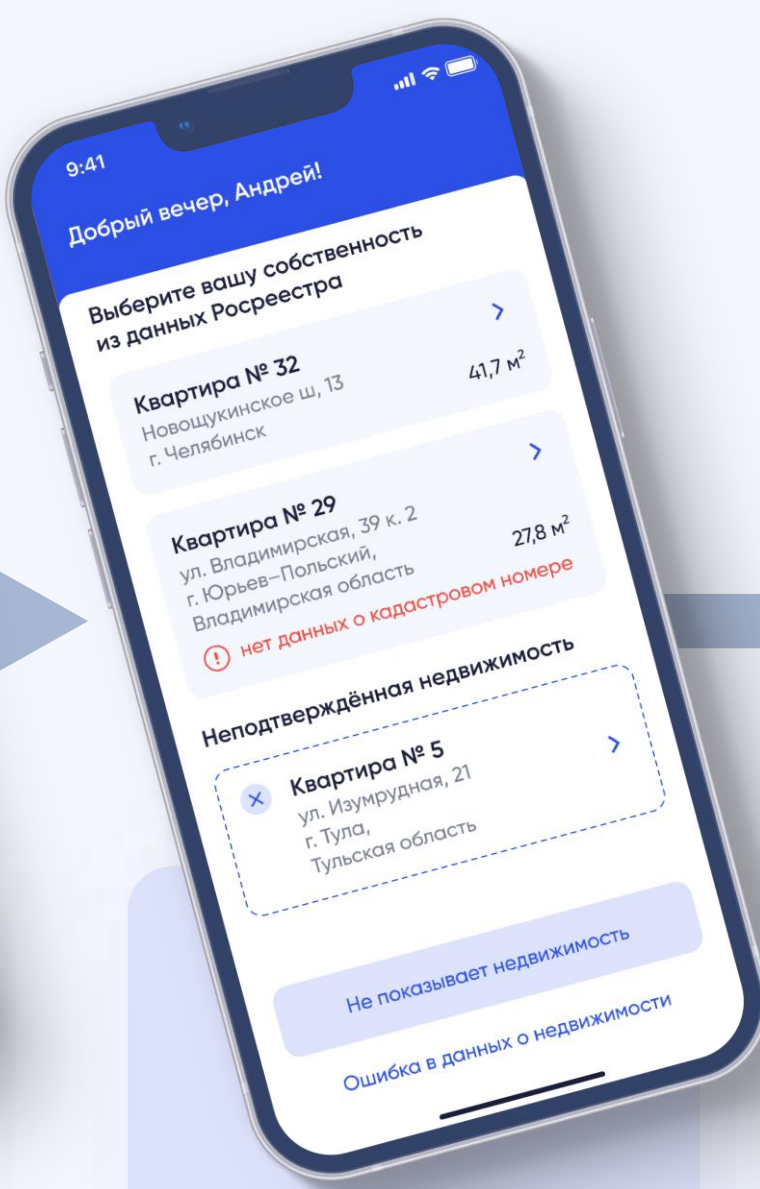 9:41
Добрый вечер, Андрей!
Выберите вашу собственность
из данных Росреестра
Квартира № 32
Новощукинское ш, 13
г. Челябинск
41,7 м²
Квартира № 29
ул. Владимирская, 39 к. 2
г. Юрьев-Польский,
Владимирская область
27,8 м²
нет данных о кадастровом номере
Неподтверждённая недвижимость
Квартира № 5
ул. Изумрудная, 21
г. Тула,
Тульская область
Не показывает недвижимость
Ошибка в данных о недвижимости